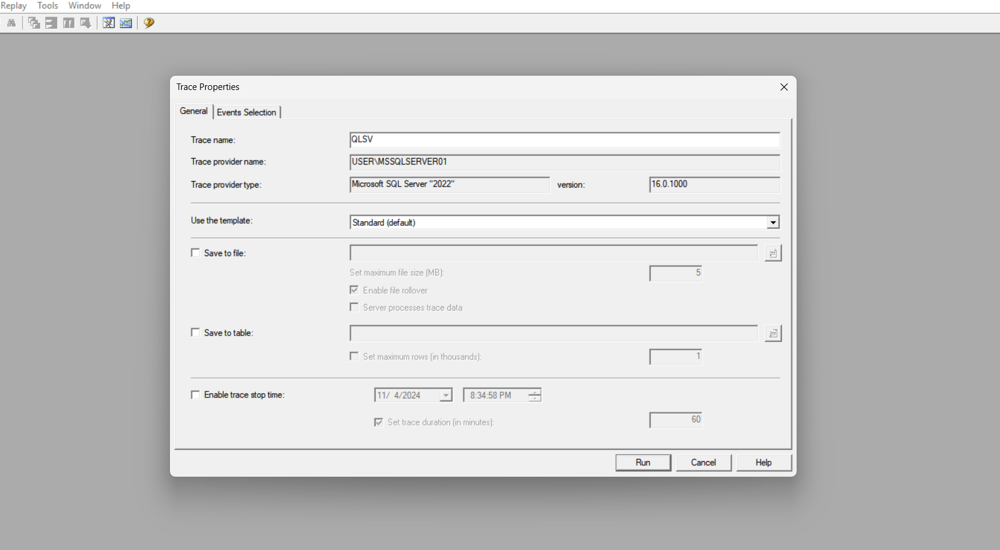 Replay Tools Window Help
Trace Properties
General Events Selection
Trace name: QLSV
Trace provider name: USER\MSSQLSERVER01
Trace provider type: Microsoft SQL Server "2022" version: 16.0.1000
Use the template: Standard (default)
Save to file:
Set maximum file size (MB): 5
Enable file rollover
Server processes trace data
Save to table:
Set maximum rows (in thousands): 1
Enable trace stop time: 11/ 4/2024 8:34:58 PM
Set trace duration (in minutes): 60
Run Cancel Help